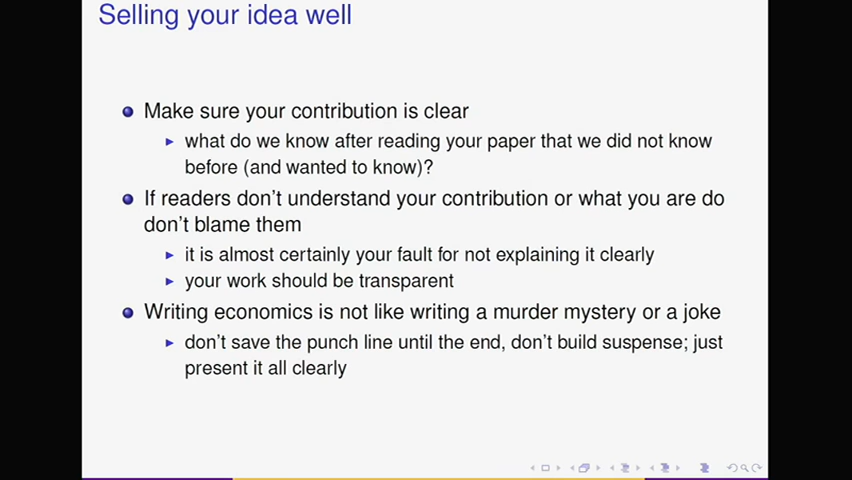 Selling your idea well
Make sure your contribution is clear
what do we know after reading your paper that we did not know
before (and wanted to know)?
If readers don't understand your contribution or what you are do
don't blame them
it is almost certainly your fault for not explaining it clearly
your work should be transparent
Writing economics is not like writing a murder mystery or a joke
don't save the punch line until the end, don't build suspense; just
present it all clearly